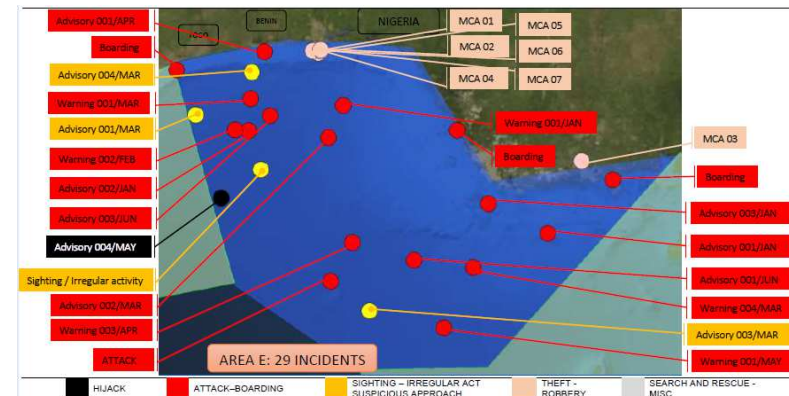 Advisory 001/APR
BENIN
NIGERIA
MCA 01
MCA 05
TOGO
Boarding
MCA 02
MCA 06
Advisory 004/MAR
MCA 04
MCA 07
Warning 001/MAR
Advisory 001/MAR
Warning 001/JAN
MCA 03
Warning 002/FEB
Boarding
Advisory 002/JAN
Boarding
Advisory 003/JUN
Advisory 003/JAN
Advisory 004/MAY
Advisory 001/JAN
Sighting / Irregular activity
Advisory 001/JUN
Advisory 002/MAR
Warning 004/MAR
Warning 003/APR
Advisory 003/MAR
ATTACK
AREA E: 29 INCIDENTS
Warning 001/MAY
HIJACK
ATTACK–BOARDING
SIGHTING – IRREGULAR ACT
SUSPICIOUS APPROACH
THEFT -
ROBBERY
SEARCH AND RESCUE -
MISC